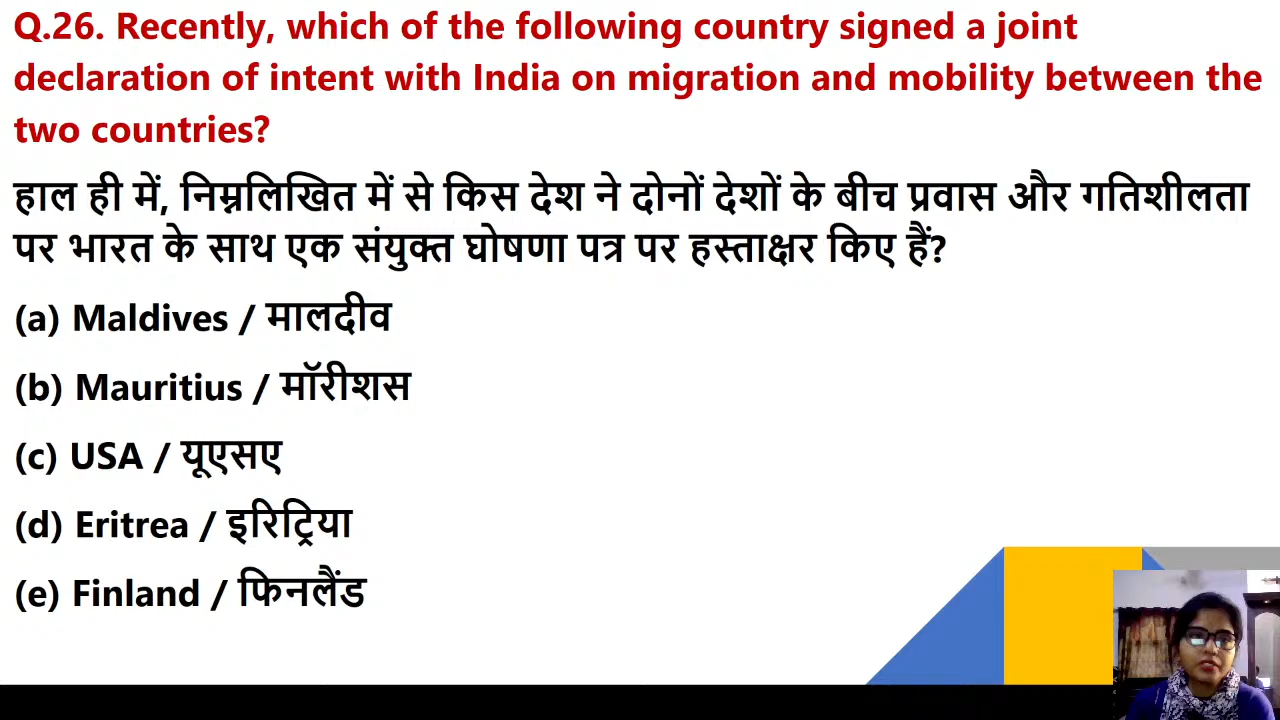 Q.26. Recently, which of the following country signed a joint
declaration of intent with India on migration and mobility between the
two countries?
हाल ही में, निम्नलिखित में से किस देश ने दोनों देशों के बीच प्रवास और गतिशीलता
पर भारत के साथ एक संयुक्त घोषणा पत्र पर हस्ताक्षर किए हैं?
(a) Maldives / मालदीव
(b) Mauritius / मॉरीशस
(c) USA / यूएसए
(d) Eritrea / इरिट्रिया
(e) Finland / फिनलैंड